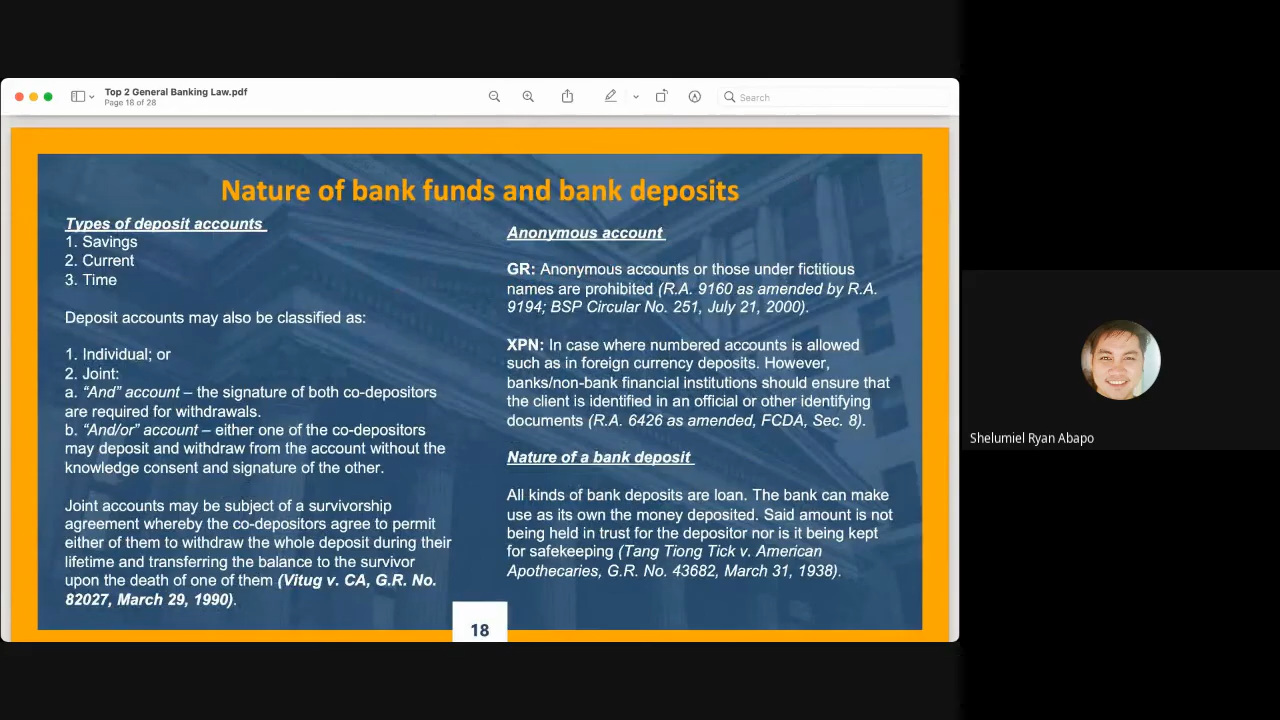 Top 2 General Banking Law.pdf
Page 18 of 28
Search
Nature of bank funds and bank deposits
Types of deposit accounts
1. Savings
2. Current
3. Time
Deposit accounts may also be classified as:
1. Individual; or
2. Joint:
a. “And” account – the signature of both co-depositors
are required for withdrawals.
b. “And/or” account – either one of the co-depositors
may deposit and withdraw from the account without the
knowledge consent and signature of the other.
Joint accounts may be subject of a survivorship
agreement whereby the co-depositors agree to permit
either of them to withdraw the whole deposit during their
lifetime and transferring the balance to the survivor
upon the death of one of them (Vitug v. CA, G.R. No.
82027, March 29, 1990).
Anonymous account
GR: Anonymous accounts or those under fictitious
names are prohibited (R.A. 9160 as amended by R.A.
9194; BSP Circular No. 251, July 21, 2000).
XPN: In case where numbered accounts is allowed
such as in foreign currency deposits. However,
banks/non-bank financial institutions should ensure that
the client is identified in an official or other identifying
documents (R.A. 6426 as amended, FCDA, Sec. 8).
Nature of a bank deposit
All kinds of bank deposits are loan. The bank can make
use as its own the money deposited. Said amount is not
being held in trust for the depositor nor is it being kept
for safekeeping (Tang Tiong Tick v. American
Apothecaries, G.R. No. 43682, March 31, 1938).
18
Shelumiel Ryan Abapo